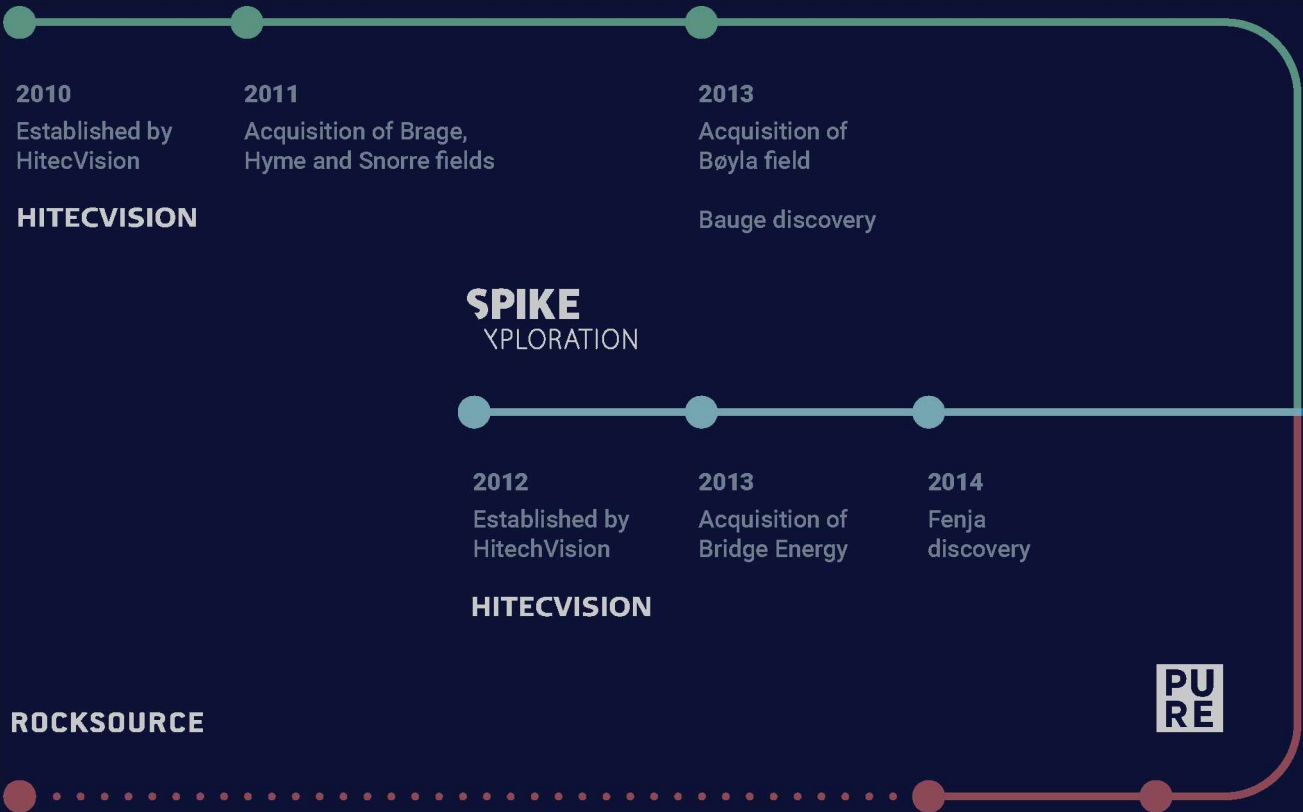 2010
Established by
HitecVision
HITECVISION
2011
Acquisition of Brage,
Hyme and Snorre fields
2013
Acquisition of
Bøyla field
Bauge discovery
SPIKE
XPLORATION
2012
Established by
HitechVision
HITECVISION
2013
Acquisition of
Bridge Energy
2014
Fenja
discovery
ROCKSOURCE
PU
RE